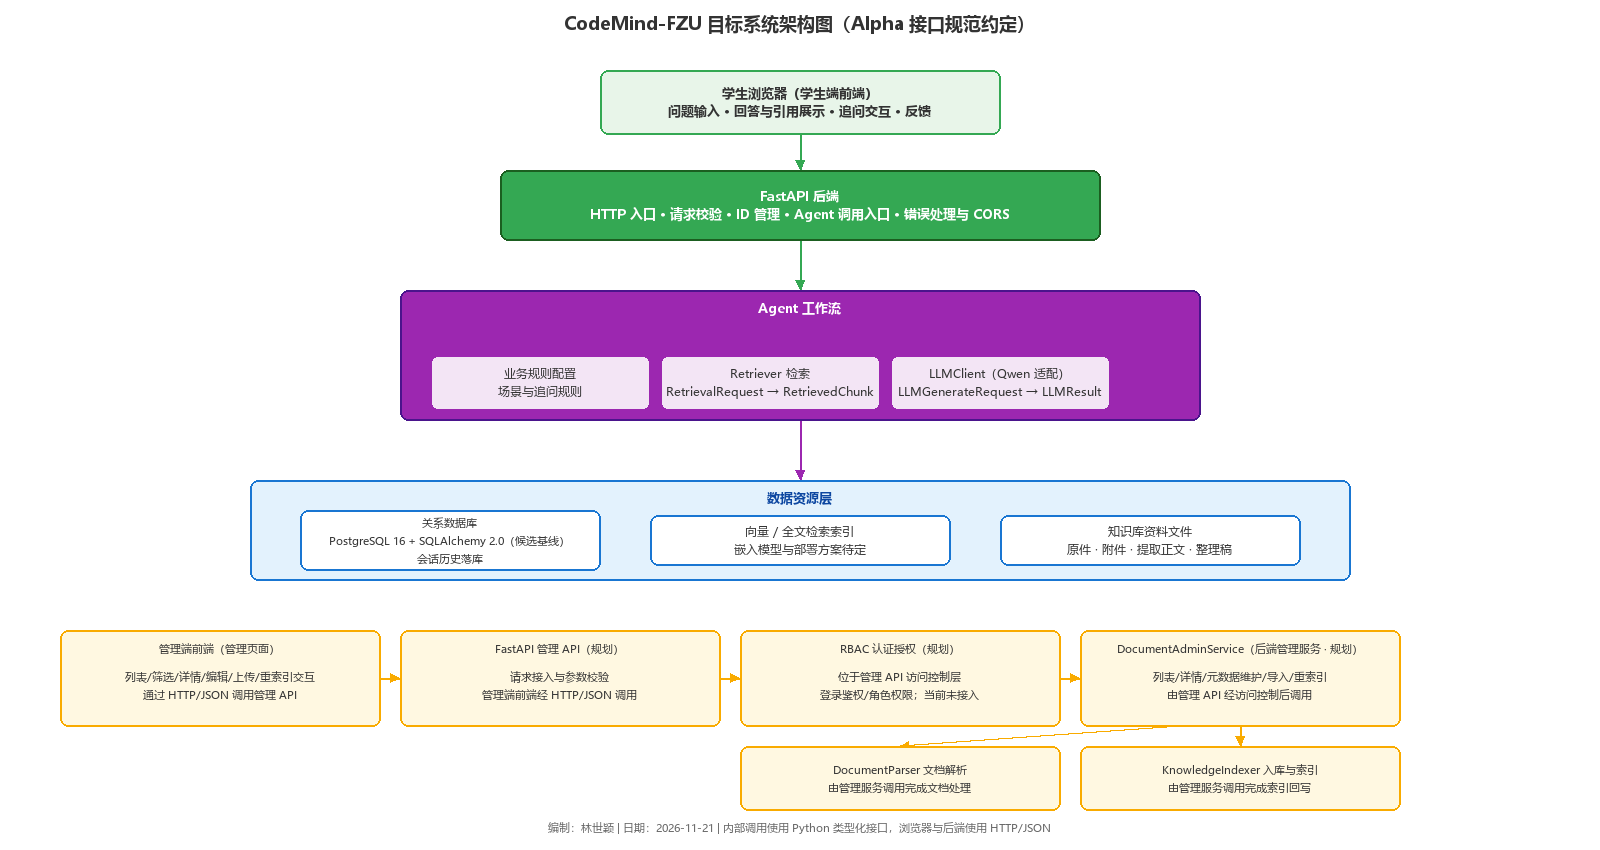 CodeMind-FZU 目标系统架构图（Alpha 接口规范约定）
学生浏览器（学生端前端）
问题输入 • 回答与引用展示 • 追问交互 • 反馈
FastAPI 后端
HTTP 入口 • 请求校验 • ID 管理 • Agent 调用入口 • 错误处理与 CORS
Agent 工作流
业务规则配置
场景与追问规则
Retriever 检索
RetrievalRequest → RetrievedChunk
LLMClient（Qwen 适配）
LLMGenerateRequest → LLMResult
数据资源层
关系数据库
PostgreSQL 16 + SQLAlchemy 2.0（候选基线）
会话历史落库
向量 / 全文检索索引
嵌入模型与部署方案待定
知识库资料文件
原件 · 附件 · 提取正文 · 整理稿
管理端前端（管理页面）
列表/筛选/详情/编辑/上传/重索引交互
通过 HTTP/JSON 调用管理 API
FastAPI 管理 API（规划）
请求接入与参数校验
管理端前端经 HTTP/JSON 调用
RBAC 认证授权（规划）
位于管理 API 访问控制层
登录鉴权/角色权限；当前未接入
DocumentAdminService（后端管理服务 · 规划）
列表/详情/元数据维护/导入/重索引
由管理 API 经访问控制后调用
DocumentParser 文档解析
由管理服务调用完成文档处理
KnowledgeIndexer 入库与索引
由管理服务调用完成索引回写
编制：林世颖 | 日期：2026-11-21 | 内部调用使用 Python 类型化接口，浏览器与后端使用 HTTP/JSON